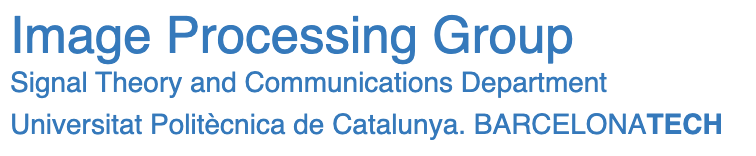 Image Processing Group
Signal Theory and Communications Department
Universitat Politècnica de Catalunya. BARCELONATECH